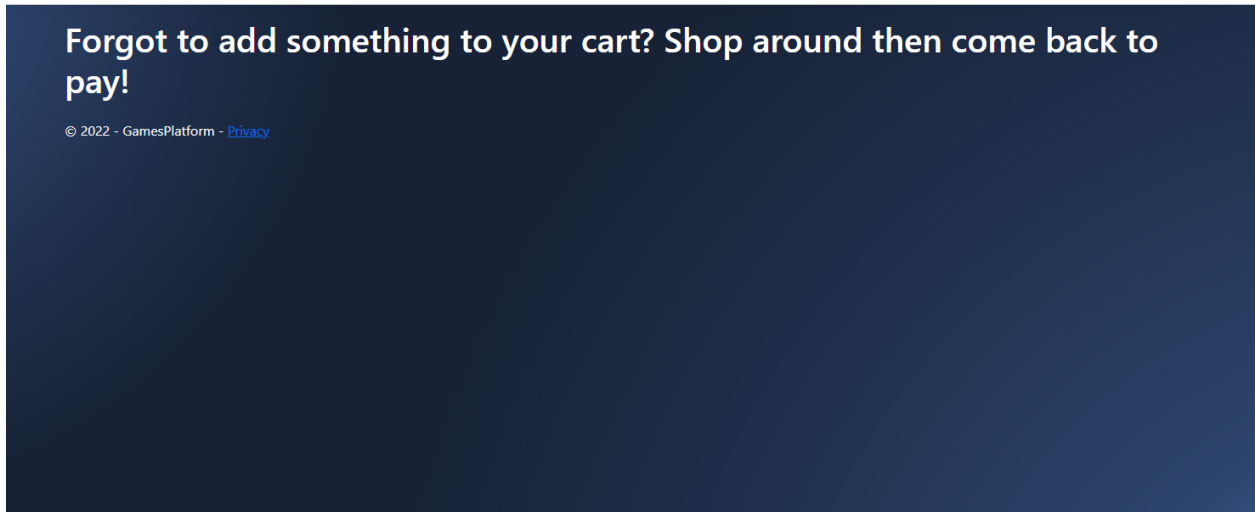 Forgot to add something to your cart? Shop around then come back to
pay!
© 2022 - GamesPlatform - Privacy